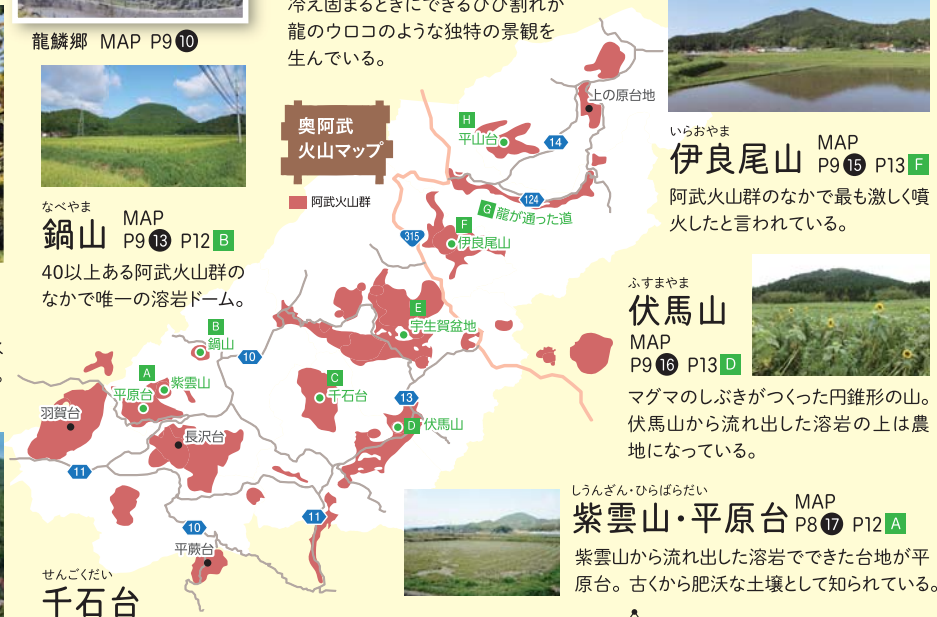 冷え固まるときにできるひび割れが
龍のウロコのような独特の景観を
生んでいる。
龍鱗郷 MAP P9 10
なべやま
鍋山 MAP
P9 13 P12 B
40以上ある阿武火山群の
なかで唯一の溶岩ドーム。
奥阿武
火山マップ
阿武火山群
上の原台地
H
平山台
14
124
G 龍が通った道
F
伊良尾山
315
E
宇生賀盆地
B
鍋山
10
A
紫雲山
平原台
C
千石台
13
D 伏馬山
羽賀台
長沢台
11
11
10
平蕨台
いらおやま
伊良尾山 MAP
P9 15 P13 F
阿武火山群のなかで最も激しく噴
火したと言われている。
ふすまやま
伏馬山
MAP
P9 16 P13 D
マグマのしぶきがつくった円錐形の山。
伏馬山から流れ出した溶岩の上は農
地になっている。
しうんざん・ひらばらだい
紫雲山・平原台 MAP
P8 17 P12 A
紫雲山から流れ出した溶岩でできた台地が平
原台。古くから肥沃な土壌として知られている。
せんごくだい
千石台